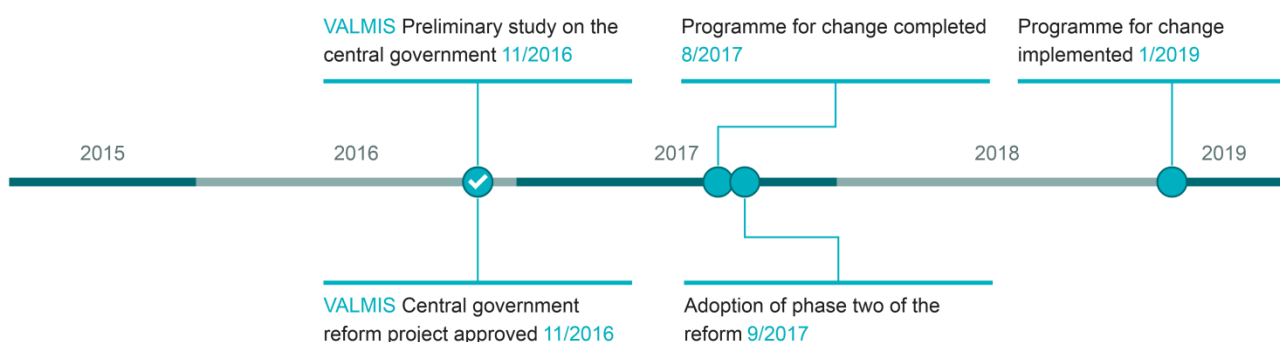 VALMIS Preliminary study on the
central government 11/2016
Programme for change completed
8/2017
Programme for change
implemented 1/2019
2015
2016
2017
2018
2019
VALMIS Central government
reform project approved 11/2016
Adoption of phase two of the
reform 9/2017